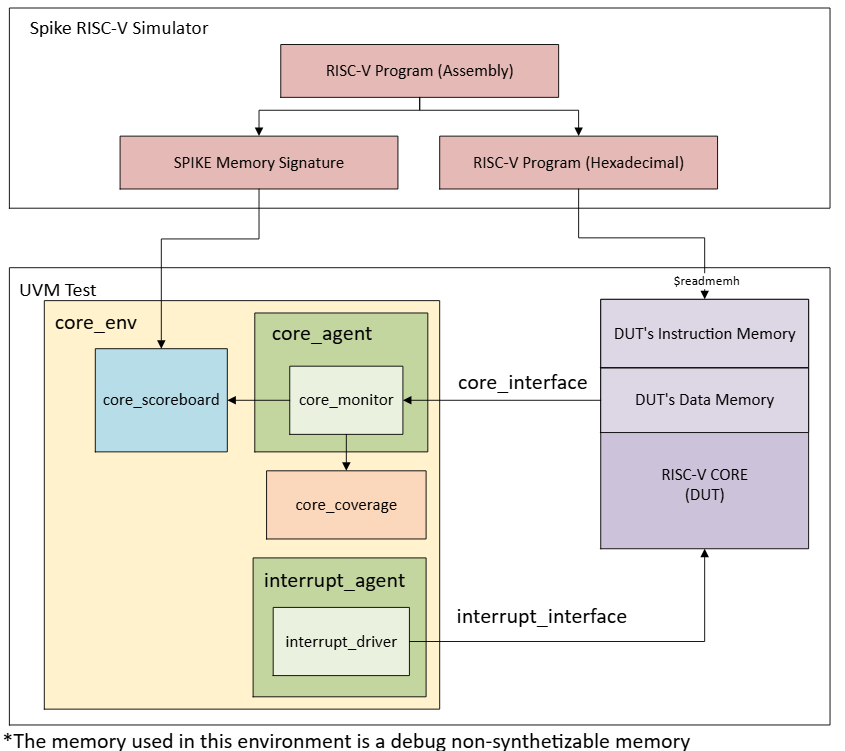 Spike RISC-V Simulator
RISC-V Program (Assembly)
SPIKE Memory Signature
RISC-V Program (Hexadecimal)
UVM Test
$readmemh
core_env
core_agent
DUT's Instruction Memory
core_scoreboard
core_monitor
core_interface
DUT's Data Memory
core_coverage
RISC-V CORE
(DUT)
interrupt_agent
interrupt_driver
interrupt_interface
*The memory used in this environment is a debug non-synthetizable memory